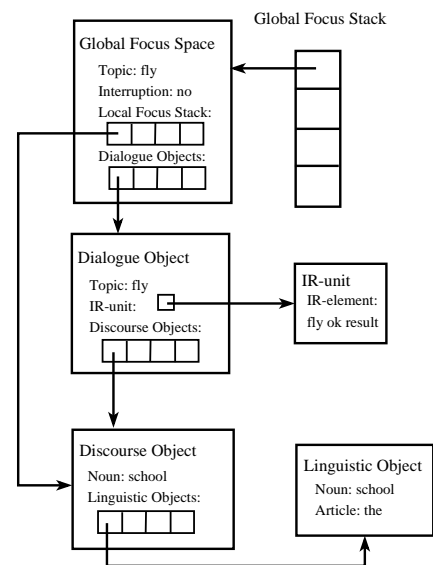 Global Focus Stack
Global Focus Space
Topic: fly
Interruption: no
Local Focus Stack:
Dialogue Objects:
Dialogue Object
Topic: fly
IR-unit:
Discourse Objects:
IR-unit
IR-element:
fly ok result
Discourse Object
Noun: school
Linguistic Objects:
Linguistic Object
Noun: school
Article: the